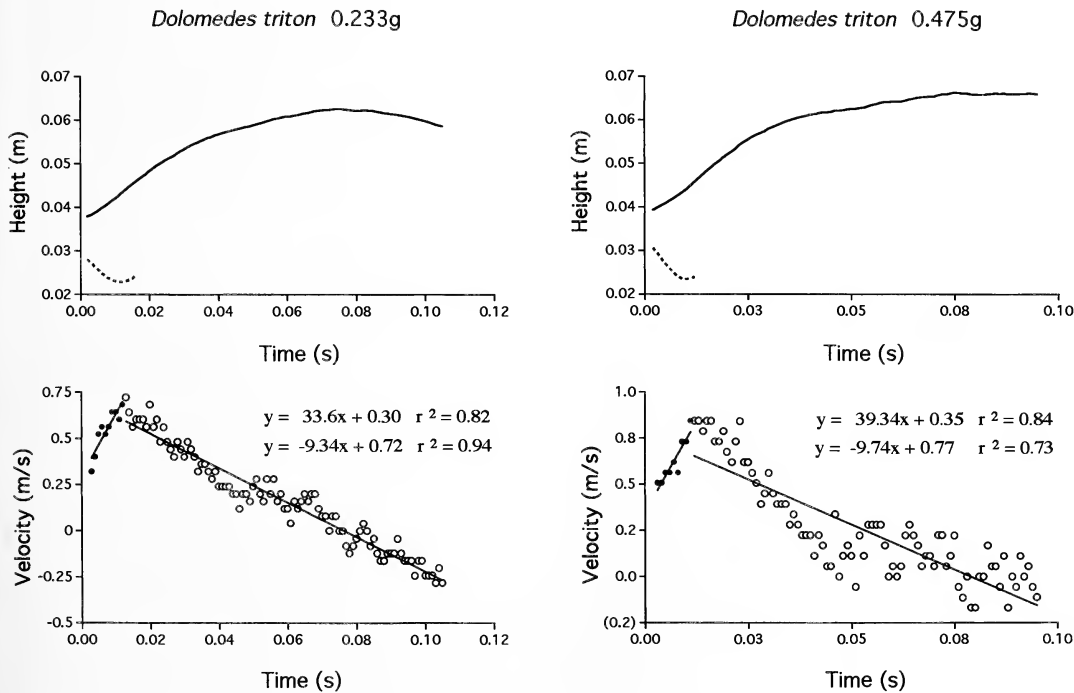 Dolomedes triton 0.233g
Dolomedes triton 0.475g
Height (m)
0.07
0.06
0.05
0.04
0.03
0.02
0.00 0.02 0.04 0.06 0.08 0.10 0.12
Time (s)
Height (m)
0.07
0.06
0.05
0.04
0.03
0.02
0.00 0.03 0.05 0.08 0.10
Time (s)
Velocity (m/s)
0.75
0.5
0.25
0
-0.25
-0.5
y = 33.6x + 0.30 r 2 = 0.82
y = -9.34x + 0.72 r 2 = 0.94
0.00 0.02 0.04 0.06 0.08 0.10 0.12
Time (s)
Velocity (m/s)
1.0
0.8
0.5
0.2
0.0
(0.2)
y = 39.34x + 0.35 r 2 = 0.84
y = -9.74x + 0.77 r 2 = 0.73
0.00 0.03 0.05 0.08 0.10
Time (s)